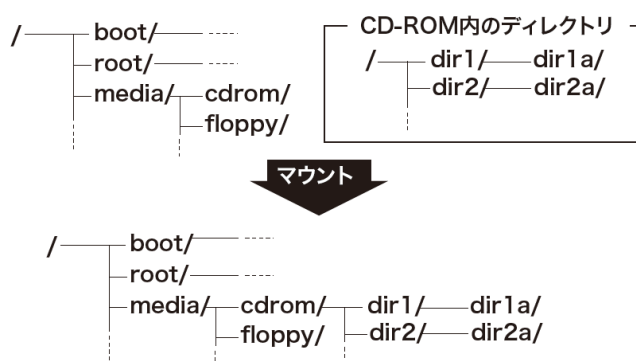 / boot/
root/
media/ cdrom/
floppy/
CD-ROM内のディレクトリ
/ dir1/ dir1a/
dir2/ dir2a/
マウント
/ boot/
root/
media/ cdrom/ dir1/ dir1a/
floppy/ dir2/ dir2a/